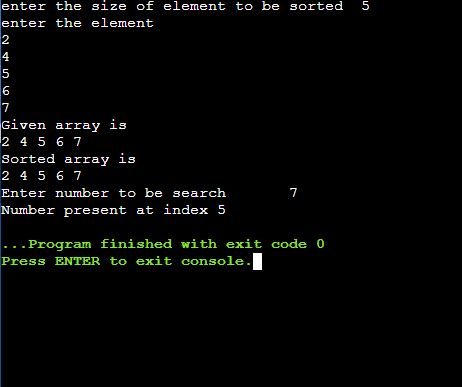 enter the size of element to be sorted  5
enter the element
2
4
5
6
7
Given array is
2 4 5 6 7
Sorted array is
2 4 5 6 7
Enter number to be search       7
Number present at index 5
...Program finished with exit code 0
Press ENTER to exit console.